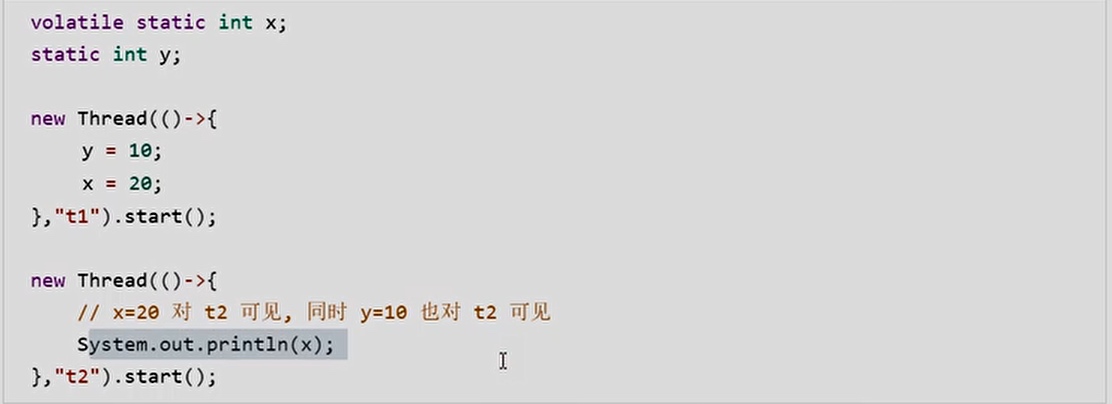 volatile static int x;
static int y;
new Thread(()->{
y = 10;
x = 20;
},"t1").start();
new Thread(()->{
// x=20 对 t2 可见, 同时 y=10 也对 t2 可见
System.out.println(x);
},"t2").start();